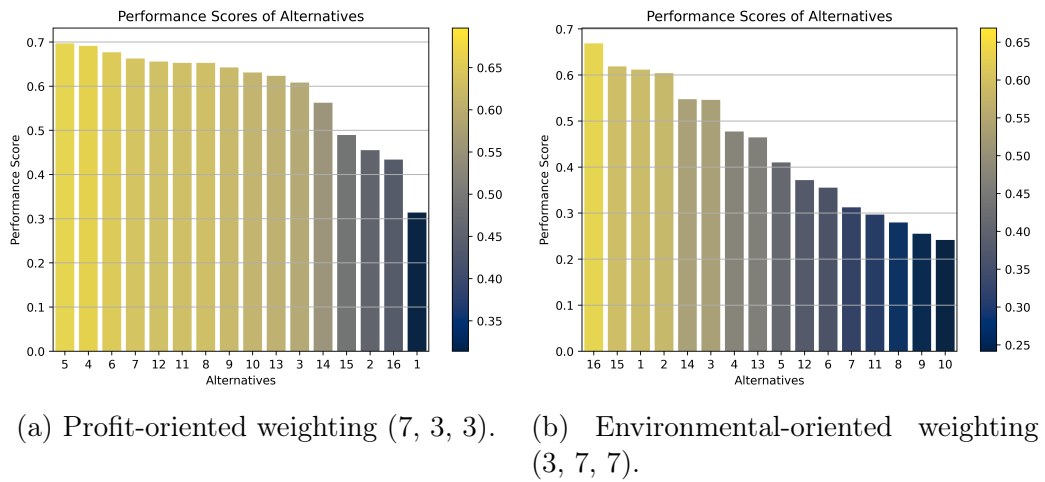 Performance Scores of Alternatives
0.7
0.6
0.5
0.4
0.3
0.2
0.1
0.0
Performance Score
5 4 6 7 12 11 8 9 10 13 3 14 15 2 16 1
Alternatives
0.65
0.60
0.55
0.50
0.45
0.40
0.35
(a) Profit-oriented weighting (7, 3, 3).
Performance Scores of Alternatives
0.7
0.6
0.5
0.4
0.3
0.2
0.1
0.0
Performance Score
16 15 1 2 14 3 4 13 5 12 6 7 11 8 9 10
Alternatives
0.65
0.60
0.55
0.50
0.45
0.40
0.35
0.30
0.25
(b) Environmental-oriented weighting
(3, 7, 7).